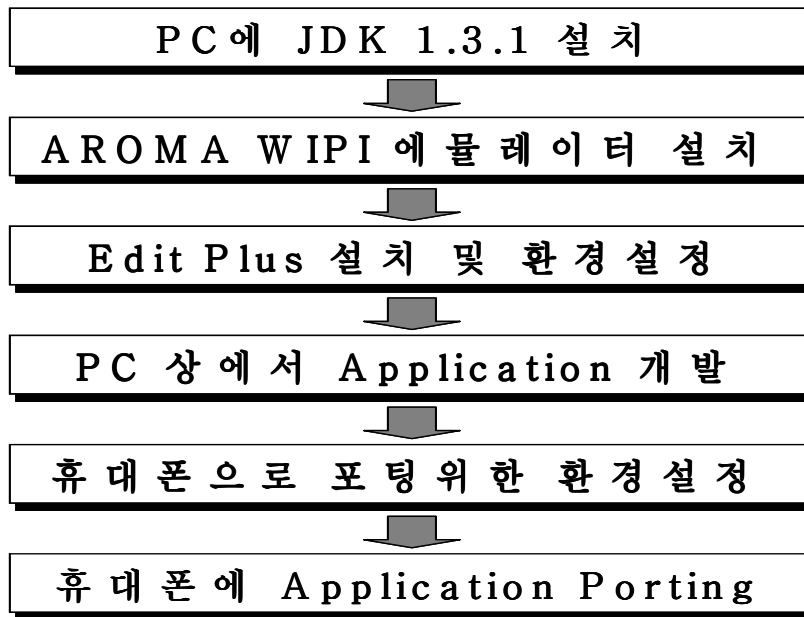 PC에 JDK 1.3.1 설치
AROMA WIPI 에뮬레이터 설치
Edit Plus 설치 및 환경설정
PC 상에서 Application 개발
휴대폰으로 포팅위한 환경설정
휴대폰에 Application Porting